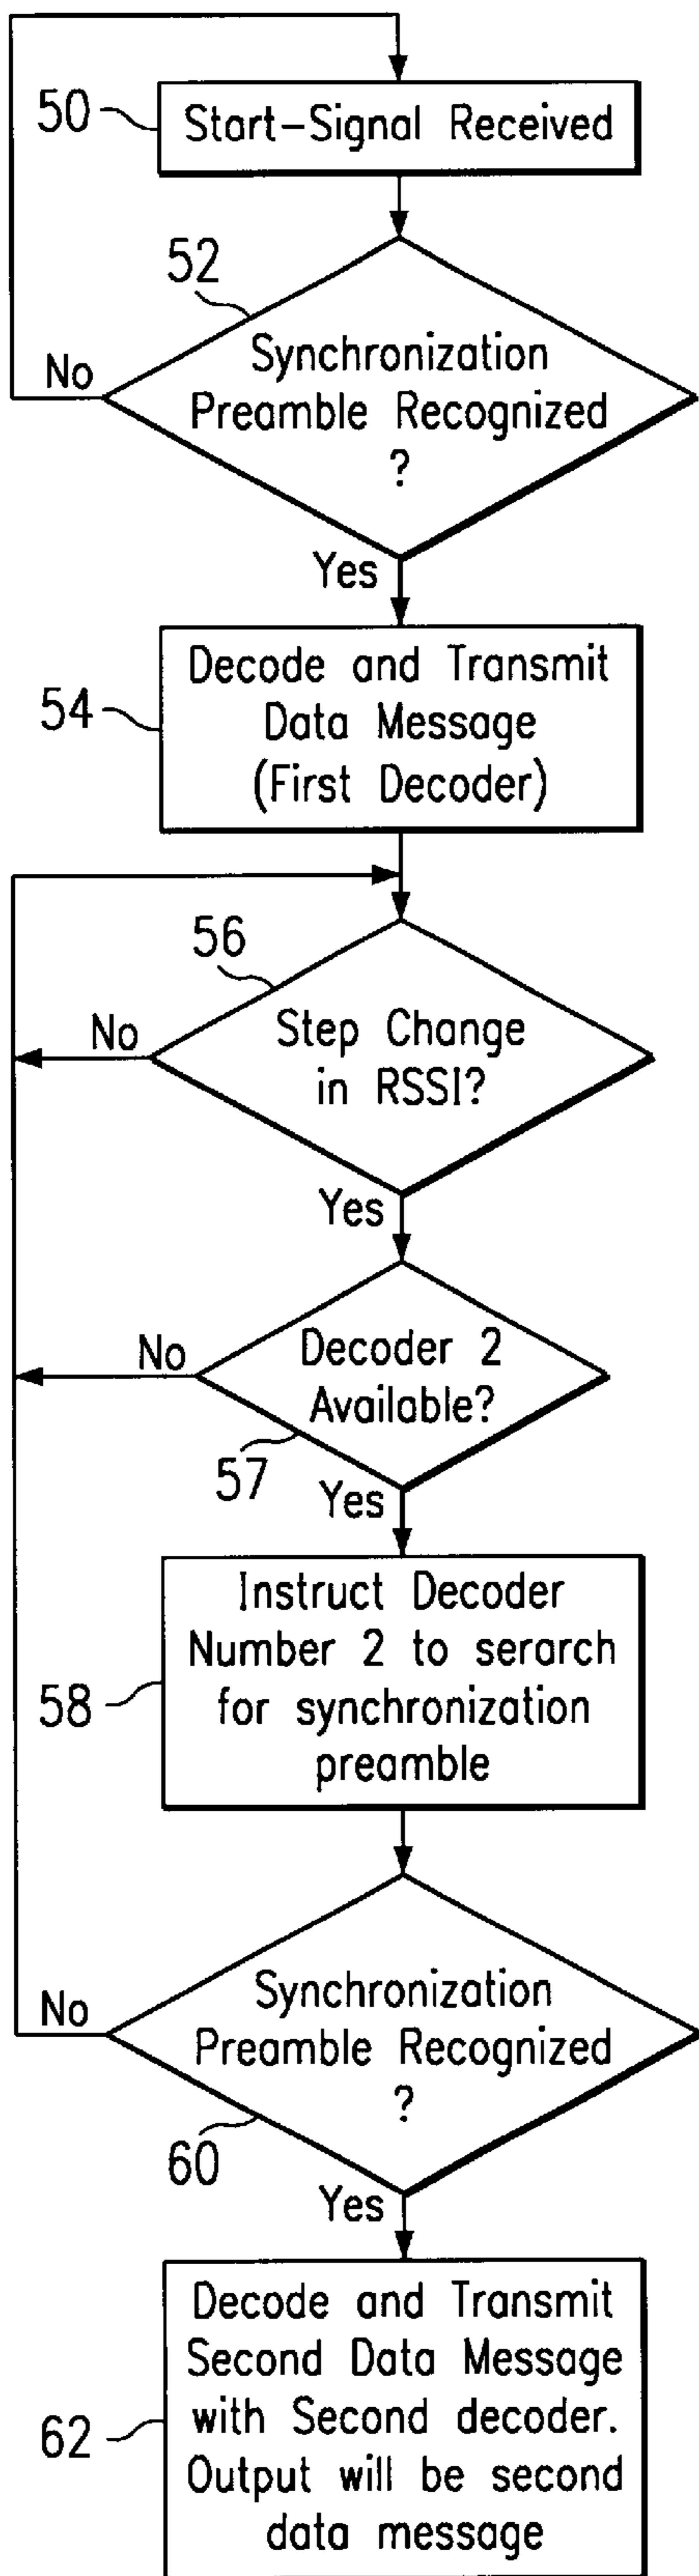 50
Start-Signal Received
52
Synchronization
Preamble Recognized
?
No
Yes
54
Decode and Transmit
Data Message
(First Decoder)
56
Step Change
in RSSI?
No
Yes
Decoder 2
Available?
No
57
Yes
58
Instruct Decoder
Number 2 to serarch
for synchronization
preamble
Synchronization
Preamble Recognized
?
No
60
Yes
62
Decode and Transmit
Second Data Message
with Second decoder.
Output will be second
data message